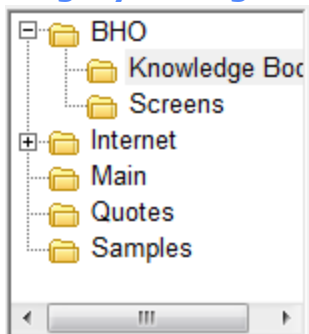 BHO
Knowledge Boo
Screens
Internet
Main
Quotes
Samples